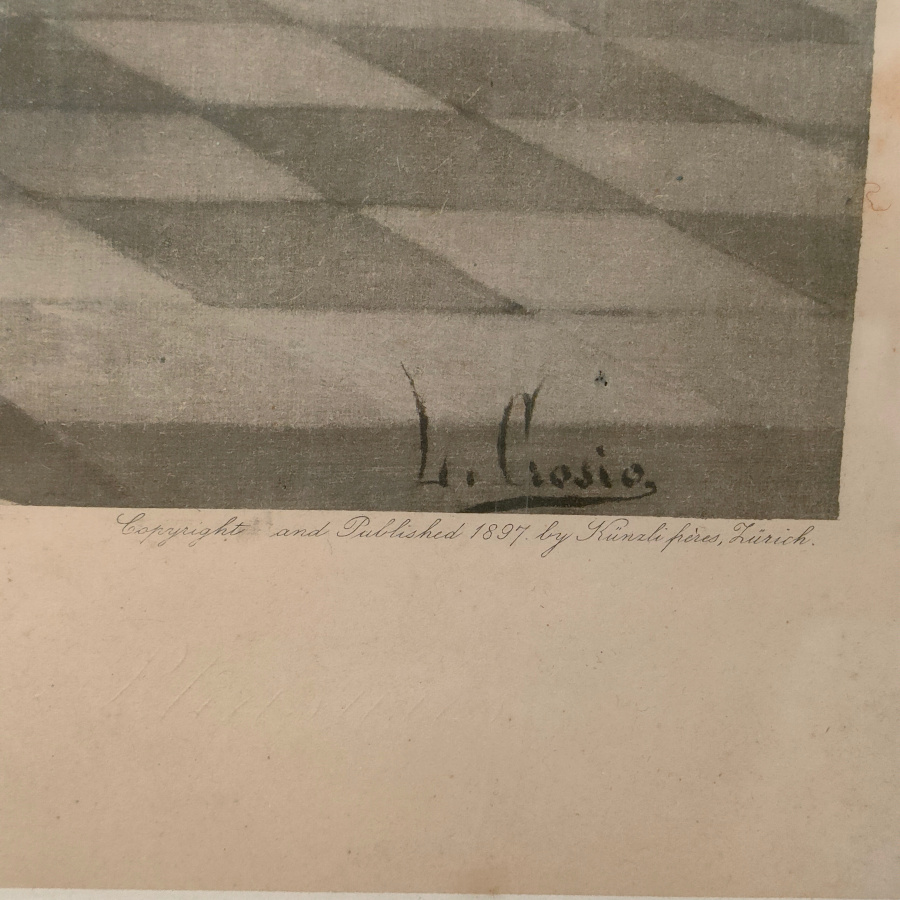 L. Crosio.
Copyright and Published 1897. by Künzli frères, Zürich.